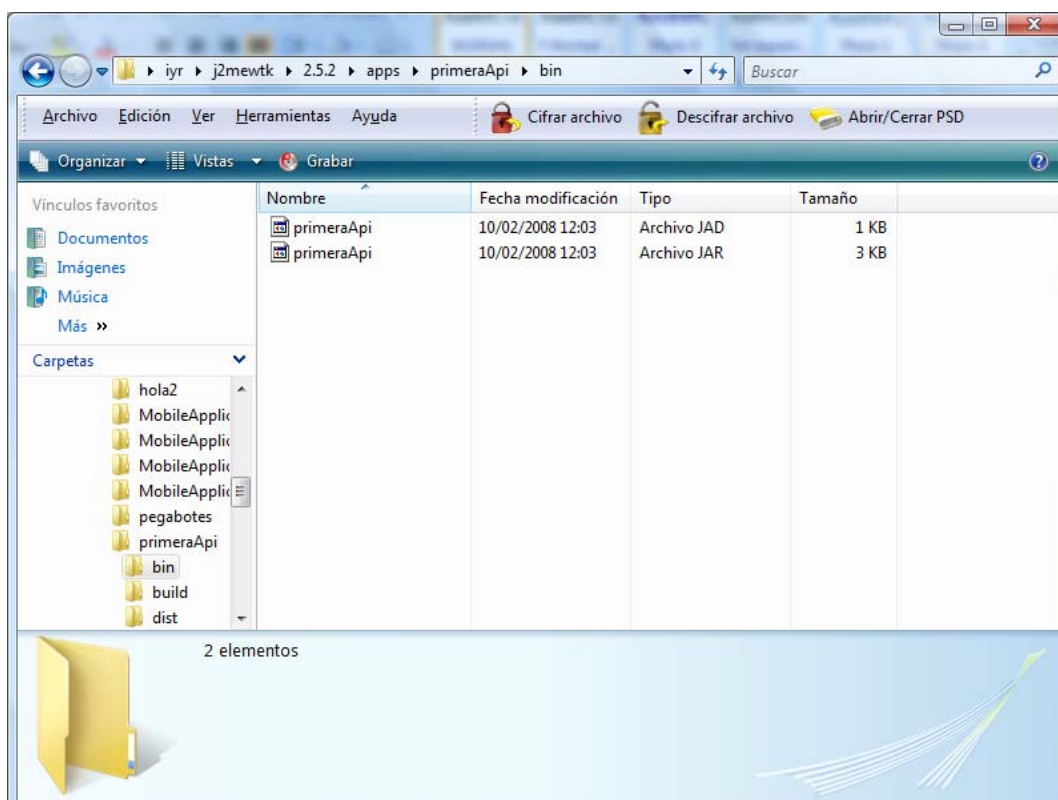 iyr ▸ j2mewtk ▸ 2.5.2 ▸ apps ▸ primeraApi ▸ bin
Buscar
Archivo Edición Ver Herramientas Ayuda
Cifrar archivo Descifrar archivo Abrir/Cerrar PSD
Organizar Vistas Grabar
Vínculos favoritos
Documentos
Imágenes
Música
Más »
Carpetas
hola2
MobileApplic
MobileApplic
MobileApplic
MobileApplic
pegabotes
primeraApi
bin
build
dist
Nombre Fecha modificación Tipo Tamaño
primeraApi 10/02/2008 12:03 Archivo JAD 1 KB
primeraApi 10/02/2008 12:03 Archivo JAR 3 KB
2 elementos